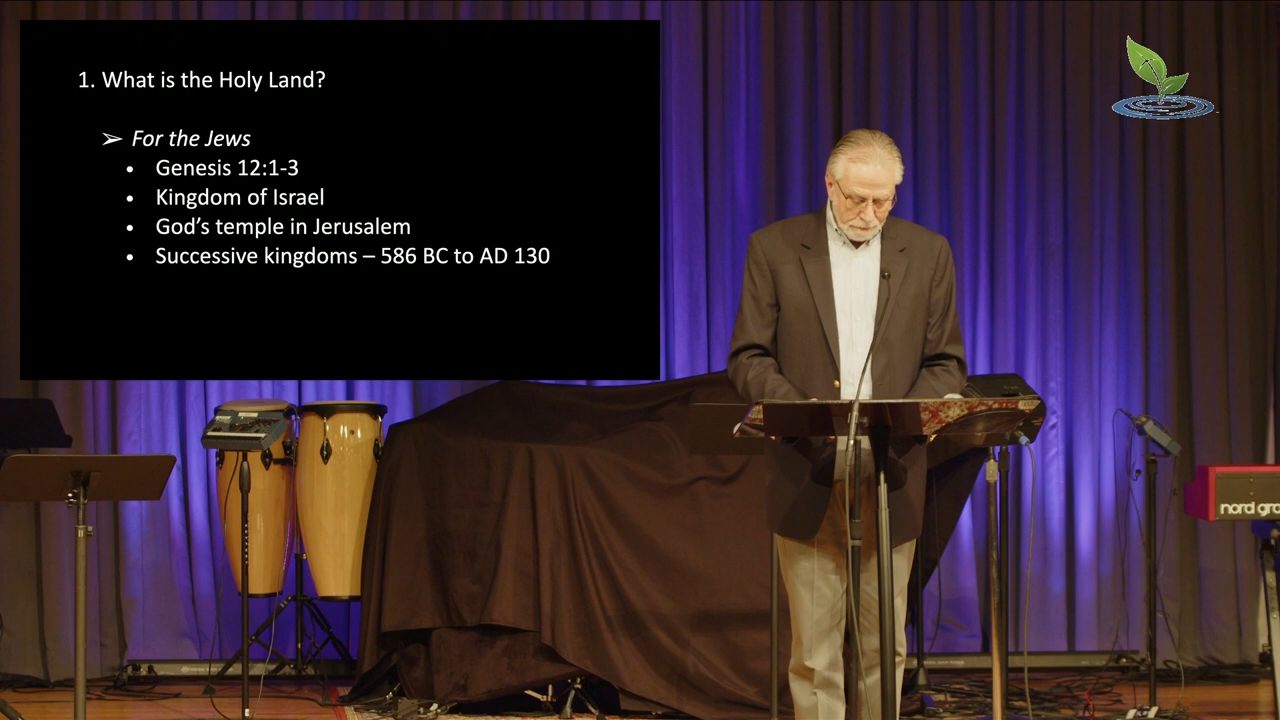 1. What is the Holy Land?
➢ For the Jews
• Genesis 12:1-3
• Kingdom of Israel
• God’s temple in Jerusalem
• Successive kingdoms – 586 BC to AD 130
nord gra